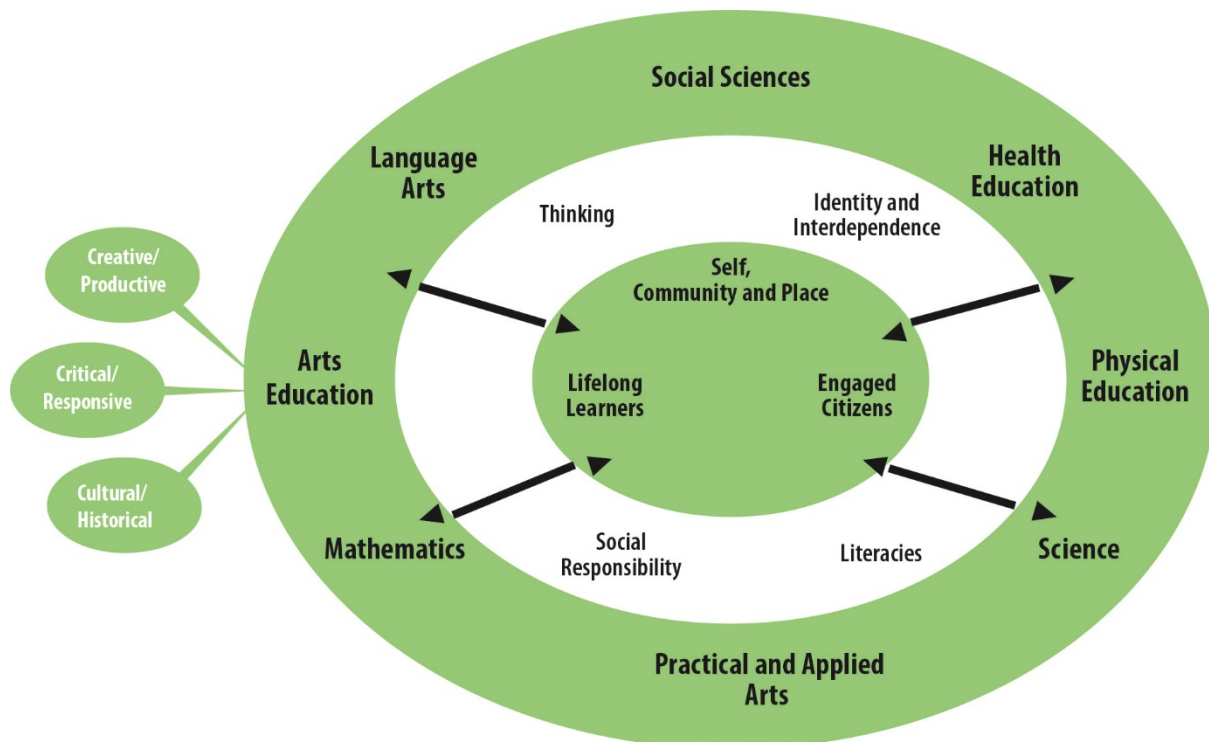 Social Sciences
Language
Arts
Health
Education
Thinking
Identity and
Interdependence
Creative/
Productive
Self,
Community and Place
Critical/
Responsive
Arts
Education
Lifelong
Learners
Engaged
Citizens
Physical
Education
Cultural/
Historical
Mathematics
Social
Responsibility
Literacies
Science
Practical and Applied
Arts